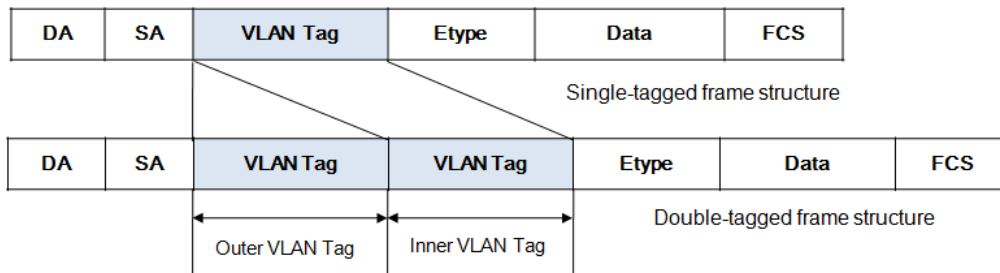 DA SA VLAN Tag Etype Data FCS
Single-tagged frame structure
DA SA VLAN Tag VLAN Tag Etype Data FCS
Double-tagged frame structure
Outer VLAN Tag Inner VLAN Tag